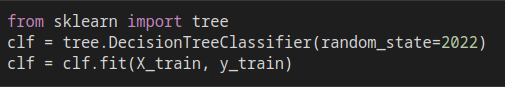 from sklearn import tree
clf = tree.DecisionTreeClassifier(random_state=2022)
clf = clf.fit(X_train, y_train)